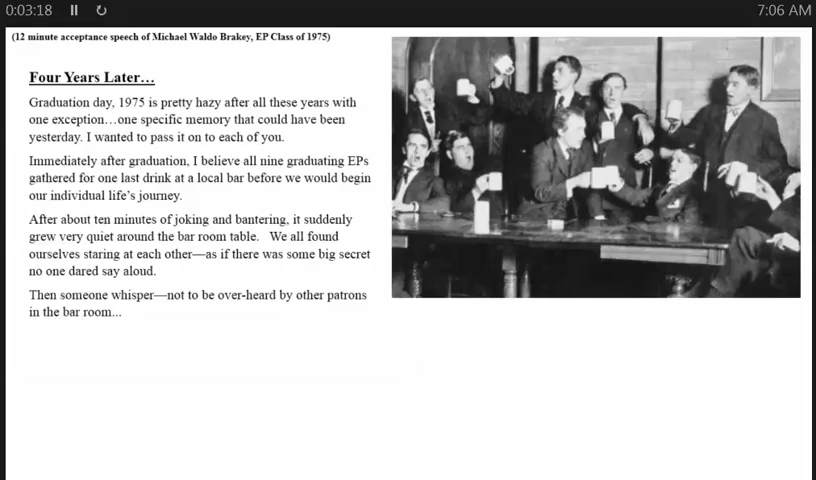 0:03:18
7:06 AM
(12 minute acceptance speech of Michael Waldo Brakey, EP Class of 1975)
Four Years Later…
Graduation day, 1975 is pretty hazy after all these years with
one exception…one specific memory that could have been
yesterday. I wanted to pass it on to each of you.
Immediately after graduation, I believe all nine graduating EPs
gathered for one last drink at a local bar before we would begin
our individual life’s journey.
After about ten minutes of joking and bantering, it suddenly
grew very quiet around the bar room table. We all found
ourselves staring at each other—as if there was some big secret
no one dared say aloud.
Then someone whisper—not to be over-heard by other patrons
in the bar room...